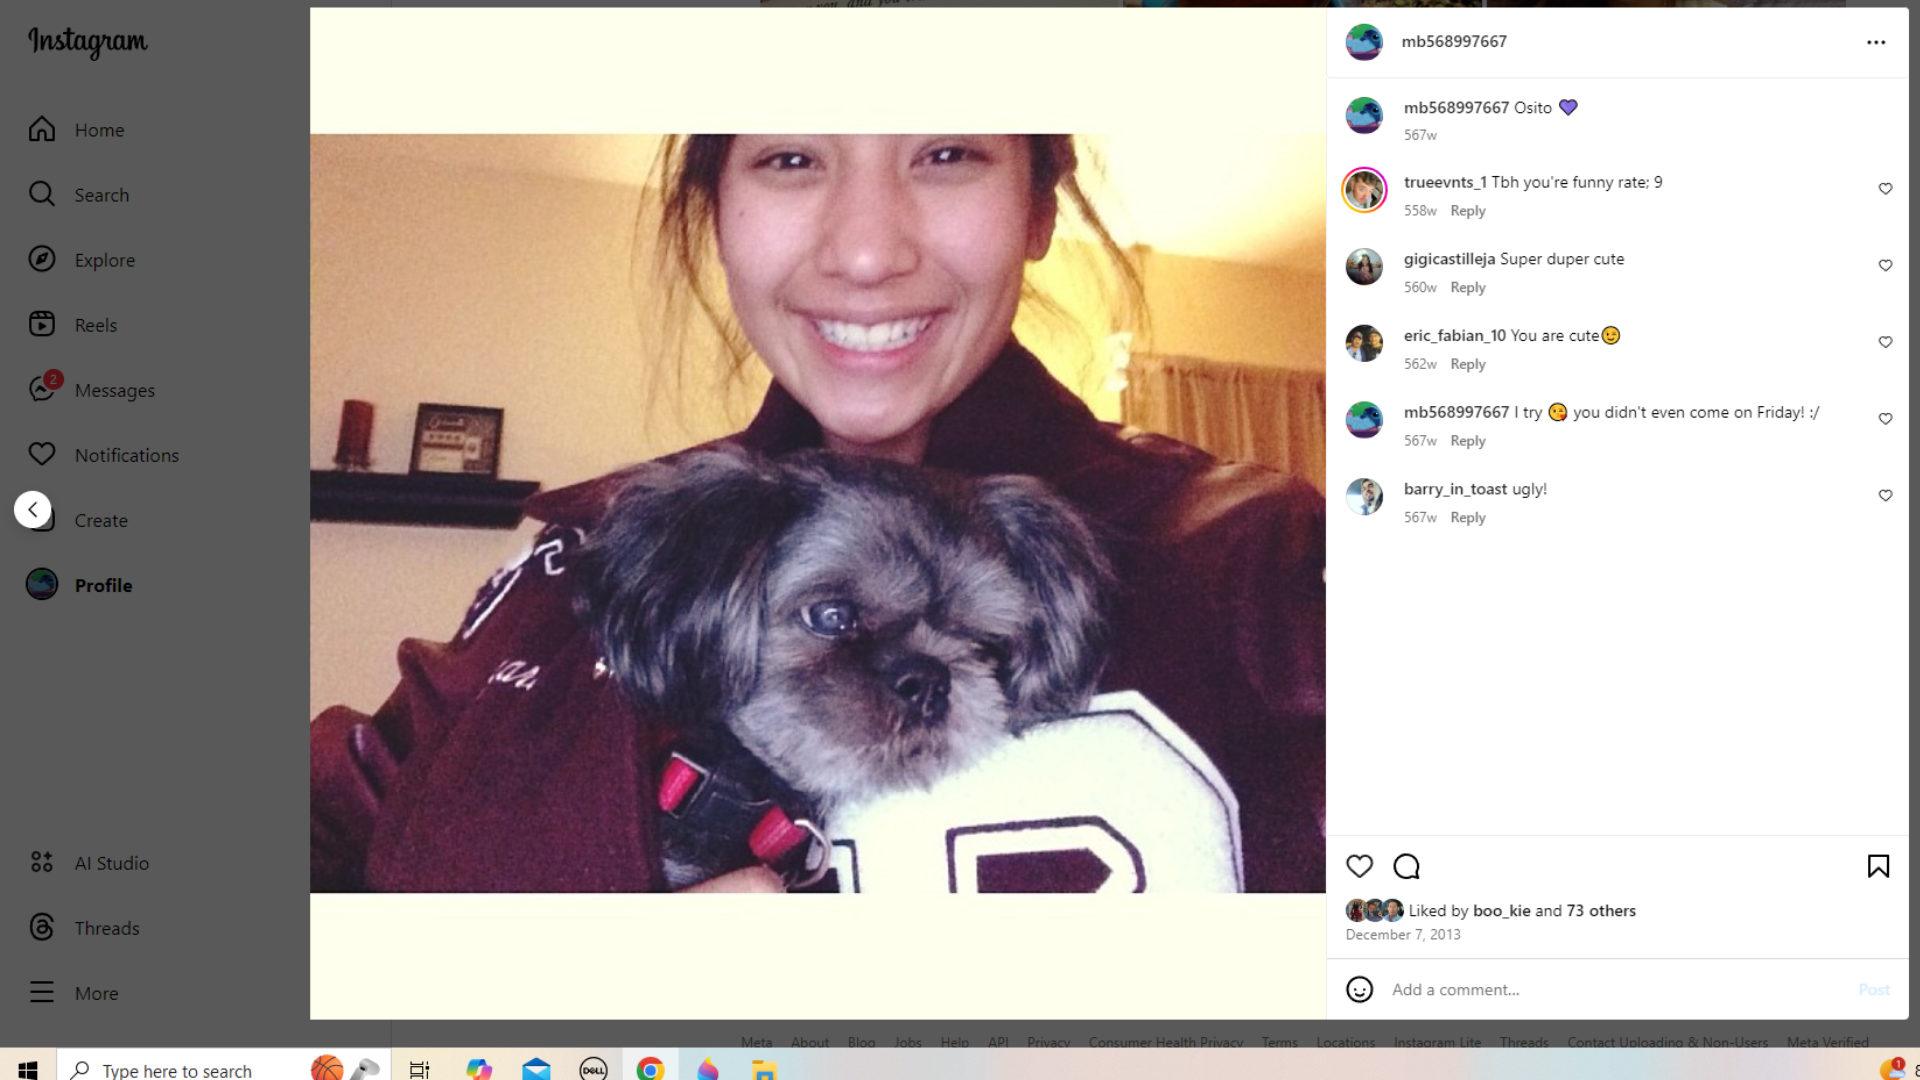 Instagram
Home
Search
Explore
Reels
2
Messages
Notifications
Create
Profile
AI Studio
Threads
More
mb568997667
mb568997667 Osito 💜
567w
trueevnts_1 Tbh you're funny rate; 9
558w Reply
gigicastilleja Super duper cute
560w Reply
eric_fabian_10 You are cute😉
562w Reply
mb568997667 I try 😘 you didn't even come on Friday! :/
567w Reply
barry_in_toast ugly!
567w Reply
Liked by boo_kie and 73 others
December 7, 2013
Add a comment...
Post
Meta About Blog Jobs Help API Privacy Consumer Health Privacy Terms Locations Instagram Lite Threads Contact Uploading & Non-Users Meta Verified
Type here to search
DELL
1